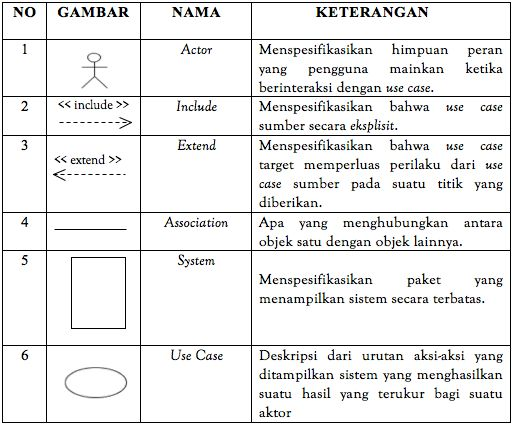 NO GAMBAR NAMA KETERANGAN
1 Actor Menspesifikasikan himpuan peran
yang pengguna mainkan ketika
berinteraksi dengan use case.
2 << include >> Include Menspesifikasikan bahwa use case
sumber secara eksplisit.
3 Extend Menspesifikasikan bahwa use case
<< extend >> target memperluas perilaku dari use
case sumber pada suatu titik yang
diberikan.
4 Association Apa yang menghubungkan antara
objek satu dengan objek lainnya.
5 System
Menspesifikasikan paket yang
menampilkan sistem secara terbatas.
6 Use Case Deskripsi dari urutan aksi-aksi yang
ditampilkan sistem yang menghasilkan
suatu hasil yang terukur bagi suatu
aktor